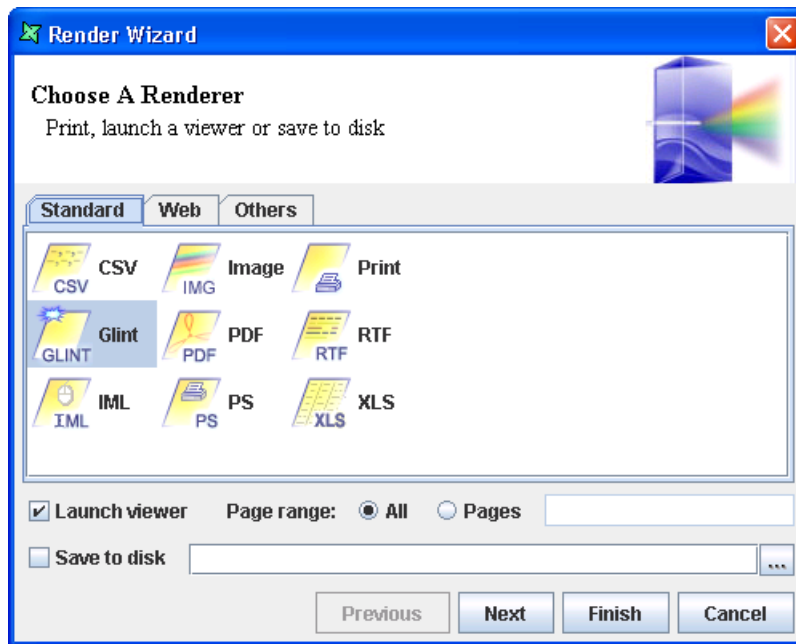 Render Wizard
Choose A Renderer
Print, launch a viewer or save to disk
Standard Web Others
CSV CSV IMG Image Print
GLINT Glint PDF PDF RTF RTF
IML IML PS PS XLS XLS
Launch viewer Page range: All Pages
Save to disk ...
Previous Next Finish Cancel